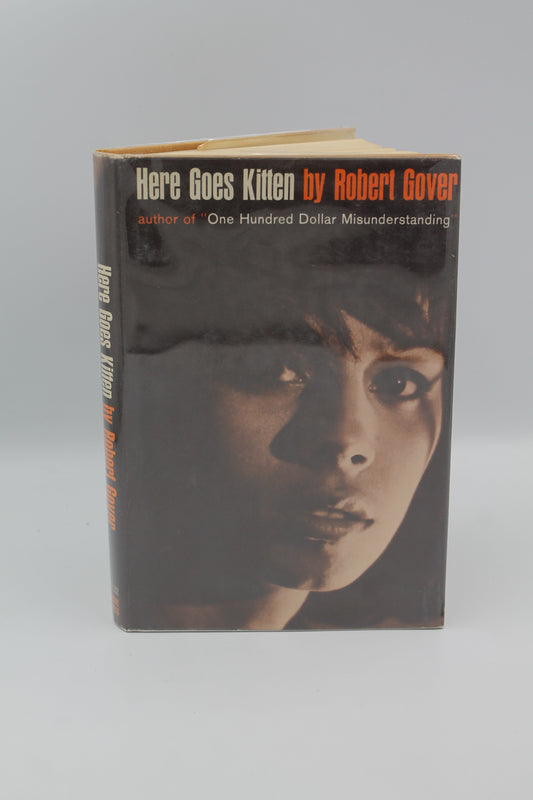 Here Goes Kitten by Robert Gover
author of "One Hundred Dollar Misunderstanding"
Here Goes Kitten by Robert Gover